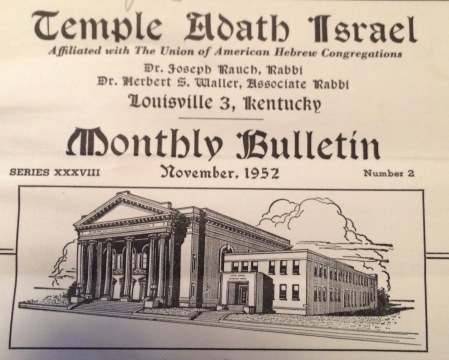 Temple Adath Israel
Affiliated with The Union of American Hebrew Congregations
Dr. Joseph Rauch, Rabbi
Dr. Herbert S. Waller, Associate Rabbi
Louisville 3, Kentucky
Monthly Bulletin
SERIES XXXVIII November, 1952 Number 2